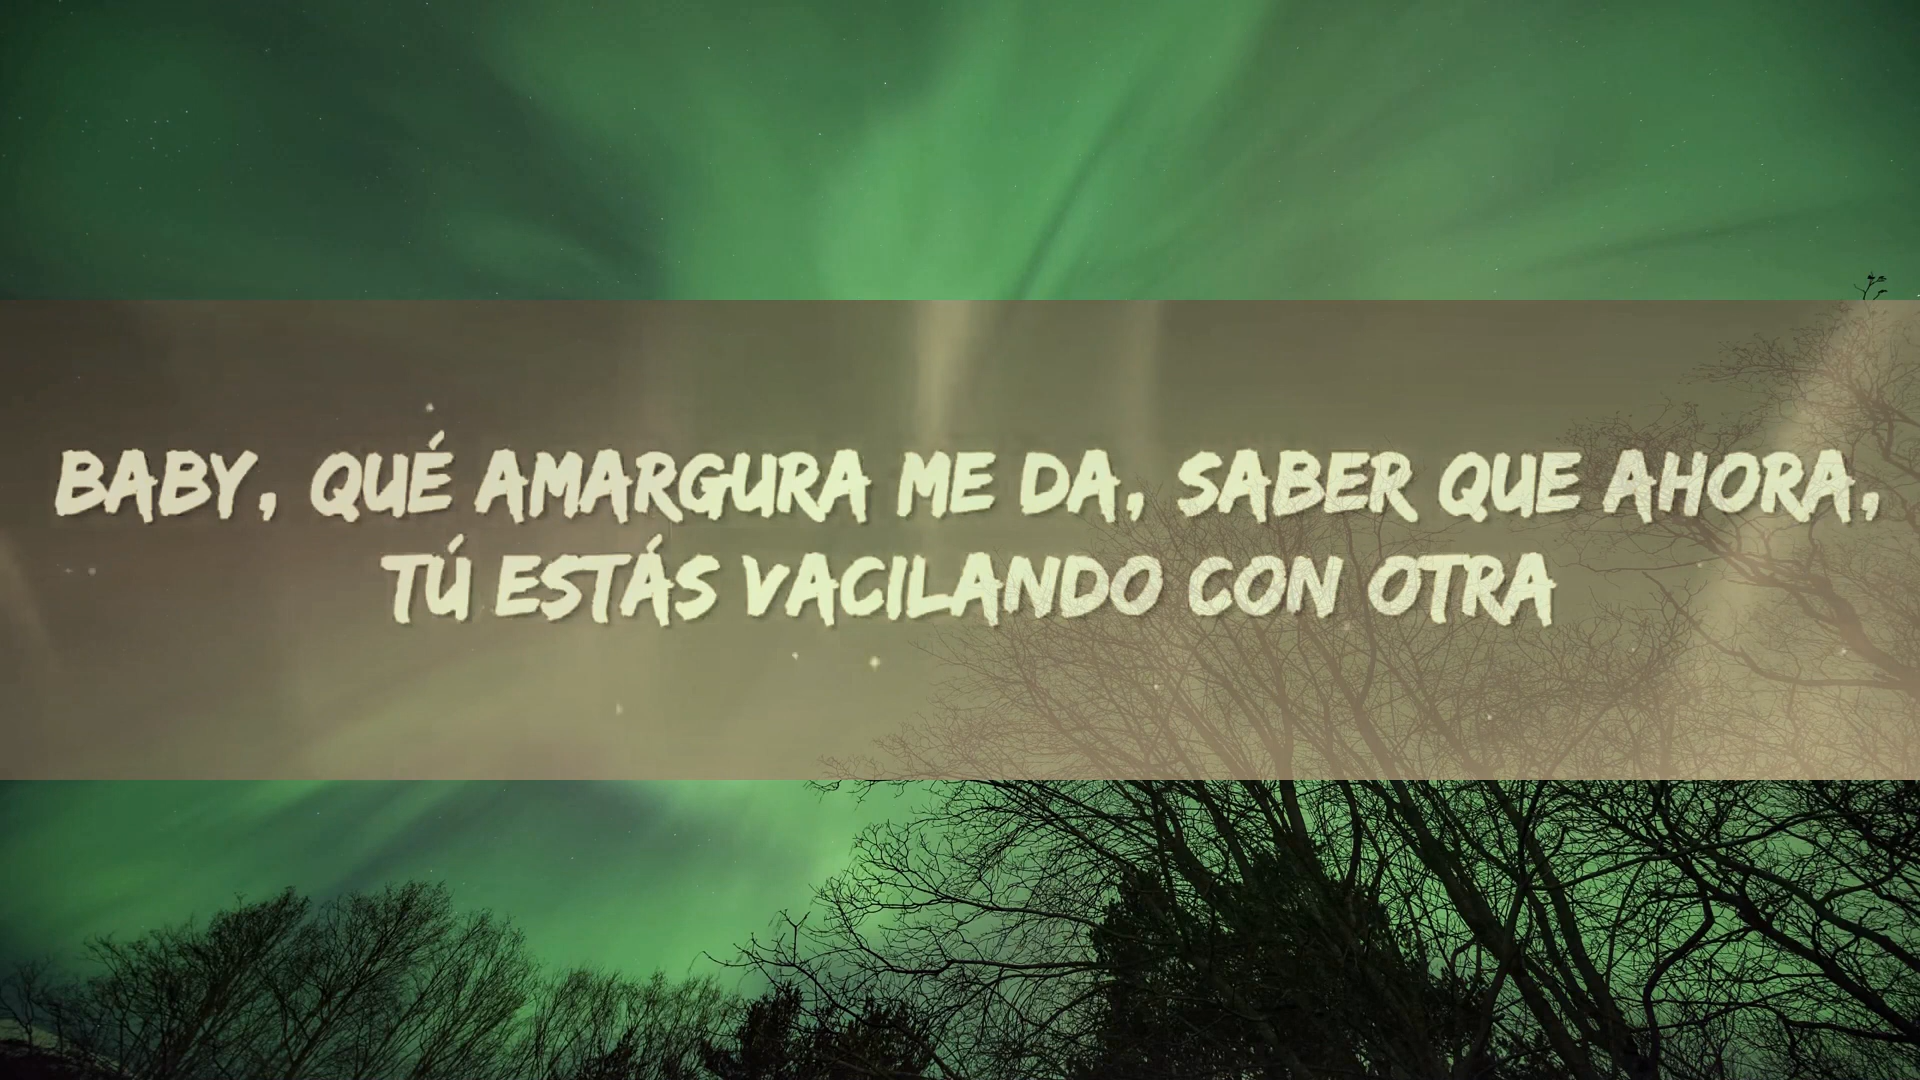 BABY, QUÉ AMARGURA ME DA, SABER QUE AHORA,
TÚ ESTÁS VACILANDO CON OTRA